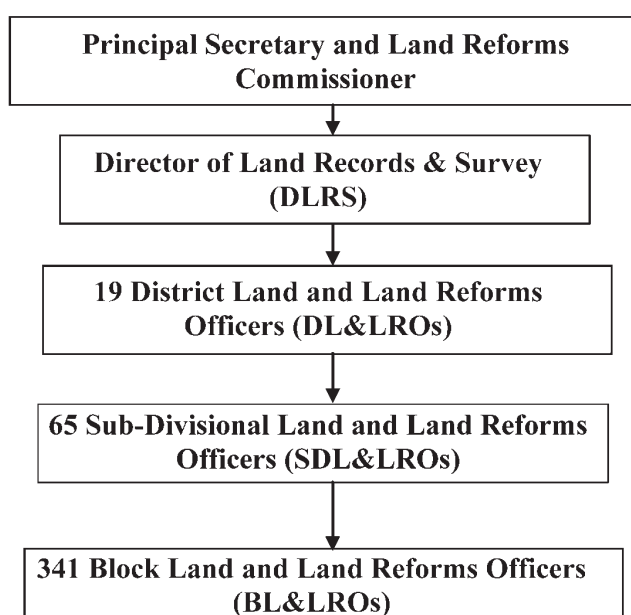 Principal Secretary and Land Reforms
Commissioner
Director of Land Records & Survey
(DLRS)
19 District Land and Land Reforms
Officers (DL&LROs)
65 Sub-Divisional Land and Land Reforms
Officers (SDL&LROs)
341 Block Land and Land Reforms Officers
(BL&LROs)